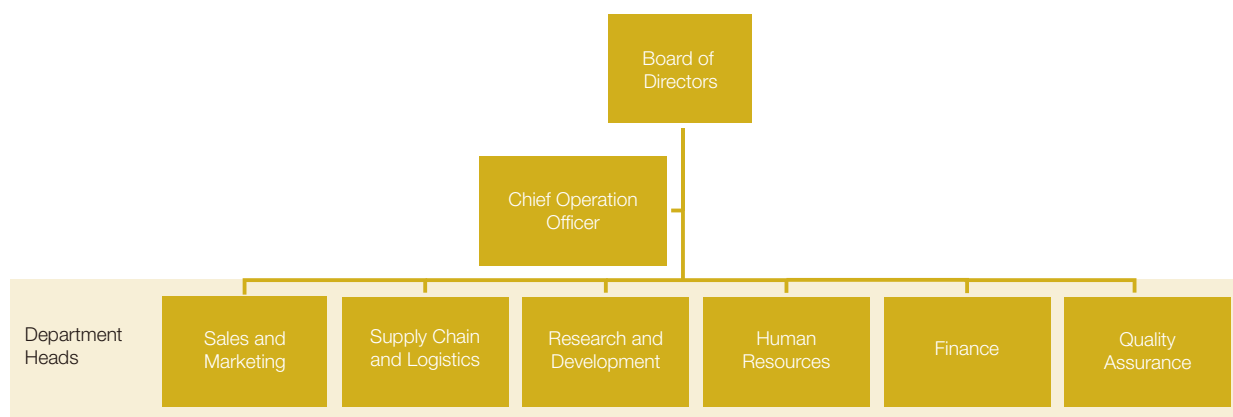 Board of
Directors
Chief Operation
Officer
Department
Heads
Sales and
Marketing
Supply Chain
and Logistics
Research and
Development
Human
Resources
Finance
Quality
Assurance